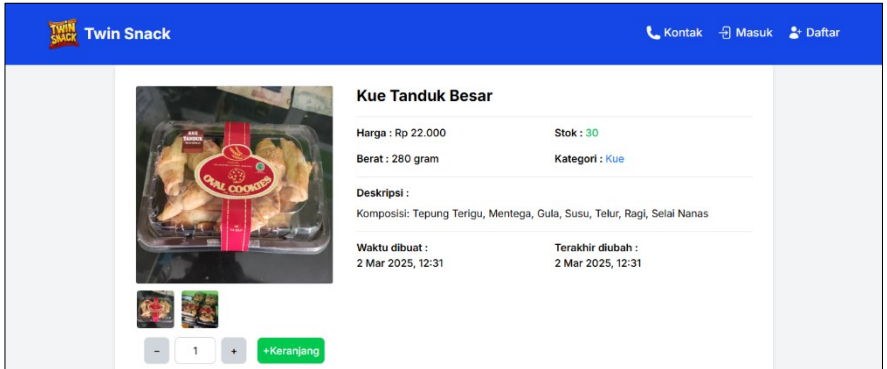 TWIN
SNACK
Twin Snack
Kontak
Masuk
Daftar
Kue Tanduk Besar
Harga : Rp 22.000
Stok : 30
Berat : 280 gram
Kategori : Kue
Deskripsi :
Komposisi: Tepung Terigu, Mentega, Gula, Susu, Telur, Ragi, Selai Nanas
Waktu dibuat :
2 Mar 2025, 12:31
Terakhir diubah :
2 Mar 2025, 12:31
KUE
TANDUK
OVAL COOKIES
-
1
+
+Keranjang